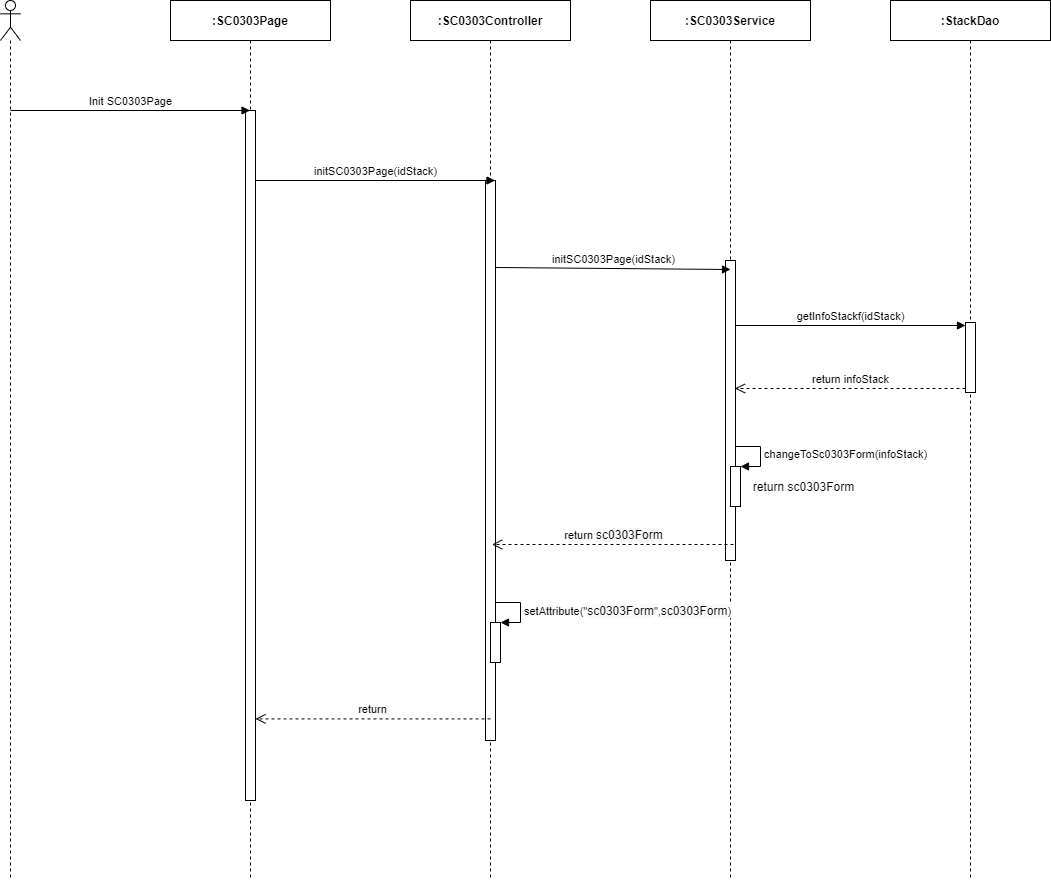 :SC0303Page
:SC0303Controller
:SC0303Service
:StackDao
Init SC0303Page
initSC0303Page(idStack)
initSC0303Page(idStack)
getInfoStackf(idStack)
return infoStack
changeToSc0303Form(infoStack)
return sc0303Form
return sc0303Form
setAttribute("sc0303Form",sc0303Form)
return